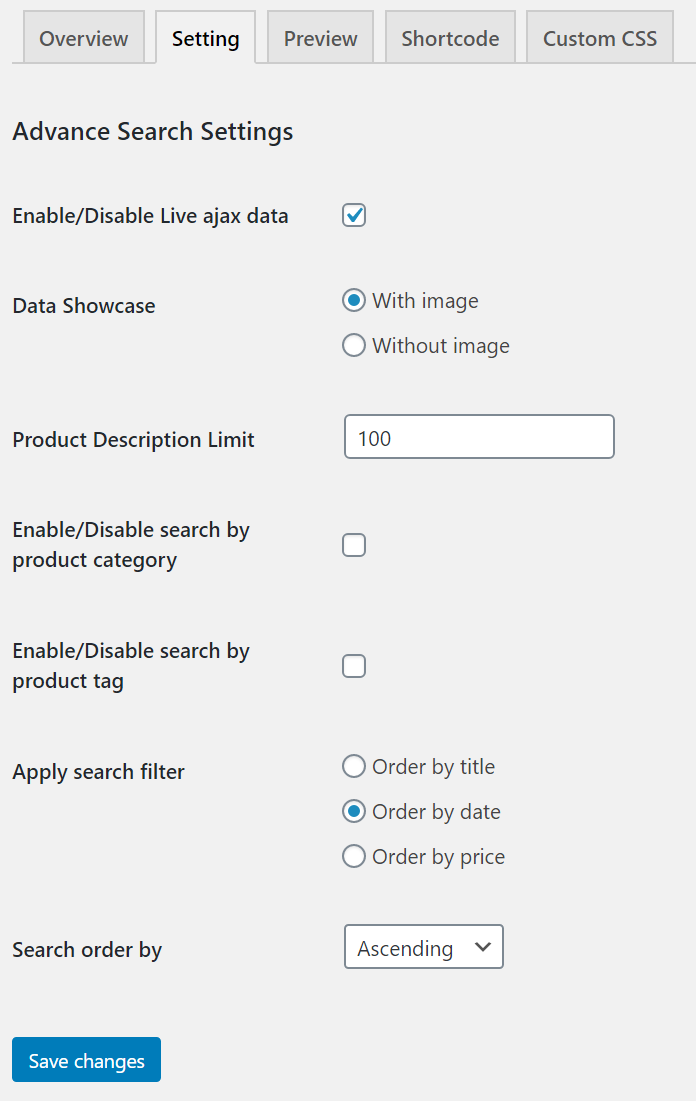 Overview Setting Preview Shortcode Custom CSS
Advance Search Settings
Enable/Disable Live ajax data
Data Showcase
With image
Without image
Product Description Limit
100
Enable/Disable search by
product category
Enable/Disable search by
product tag
Apply search filter
Order by title
Order by date
Order by price
Search order by
Ascending
Save changes